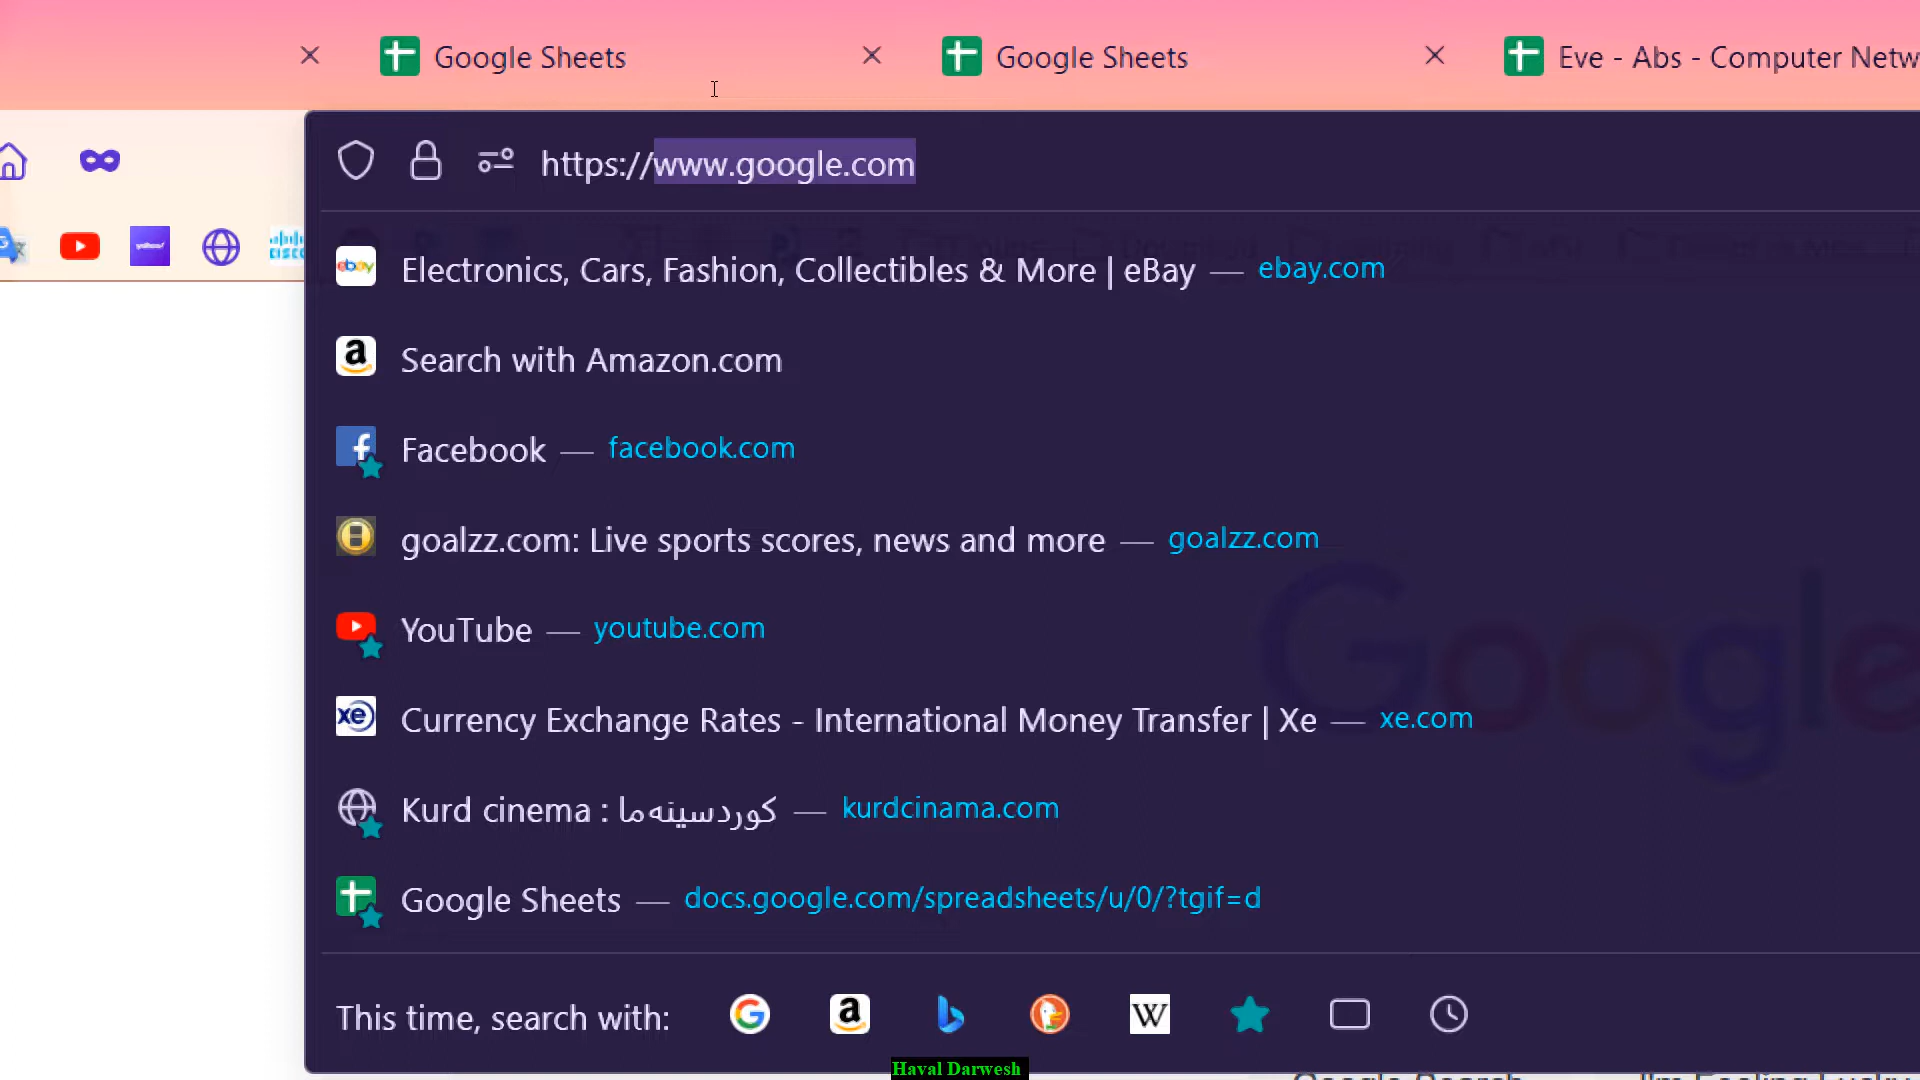 Google Sheets
Google Sheets
Eve - Abs - Computer Netw
https://www.google.com
Electronics, Cars, Fashion, Collectibles & More | eBay — ebay.com
Search with Amazon.com
Facebook — facebook.com
goalzz.com: Live sports scores, news and more — goalzz.com
YouTube — youtube.com
Currency Exchange Rates - International Money Transfer | Xe — xe.com
Kurd cinema : كوردسینەما — kurdcinama.com
Google Sheets — docs.google.com/spreadsheets/u/0/?tgif=d
Google
This time, search with:
Haval Darwesh